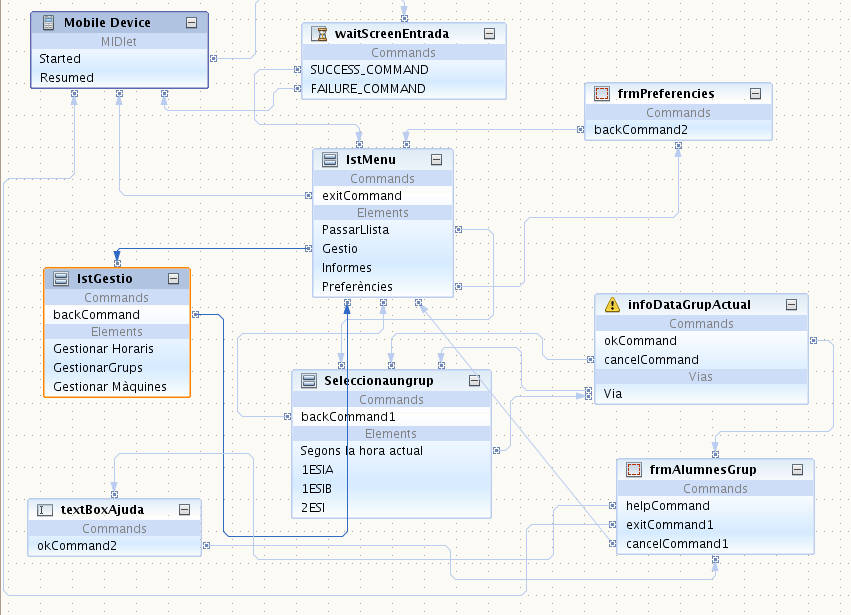 Mobile Device
MIDlet
Started
Resumed
waitScreenEntrada
Commands
SUCCESS_COMMAND
FAILURE_COMMAND
frmPreferencies
Commands
backCommand2
lstMenu
Commands
exitCommand
Elements
PassarLlista
Gestio
Informes
Preferències
lstGestio
Commands
backCommand
Elements
Gestionar Horaris
GestionarGrups
Gestionar Màquines
infoDataGrupActual
Commands
okCommand
cancelCommand
Vias
Via
Seleccionaungrup
Commands
backCommand1
Elements
Segons la hora actual
1ESIA
1ESIB
2ESI
frmAlumnesGrup
Commands
helpCommand
exitCommand1
cancelCommand1
textBoxAjuda
Commands
okCommand2